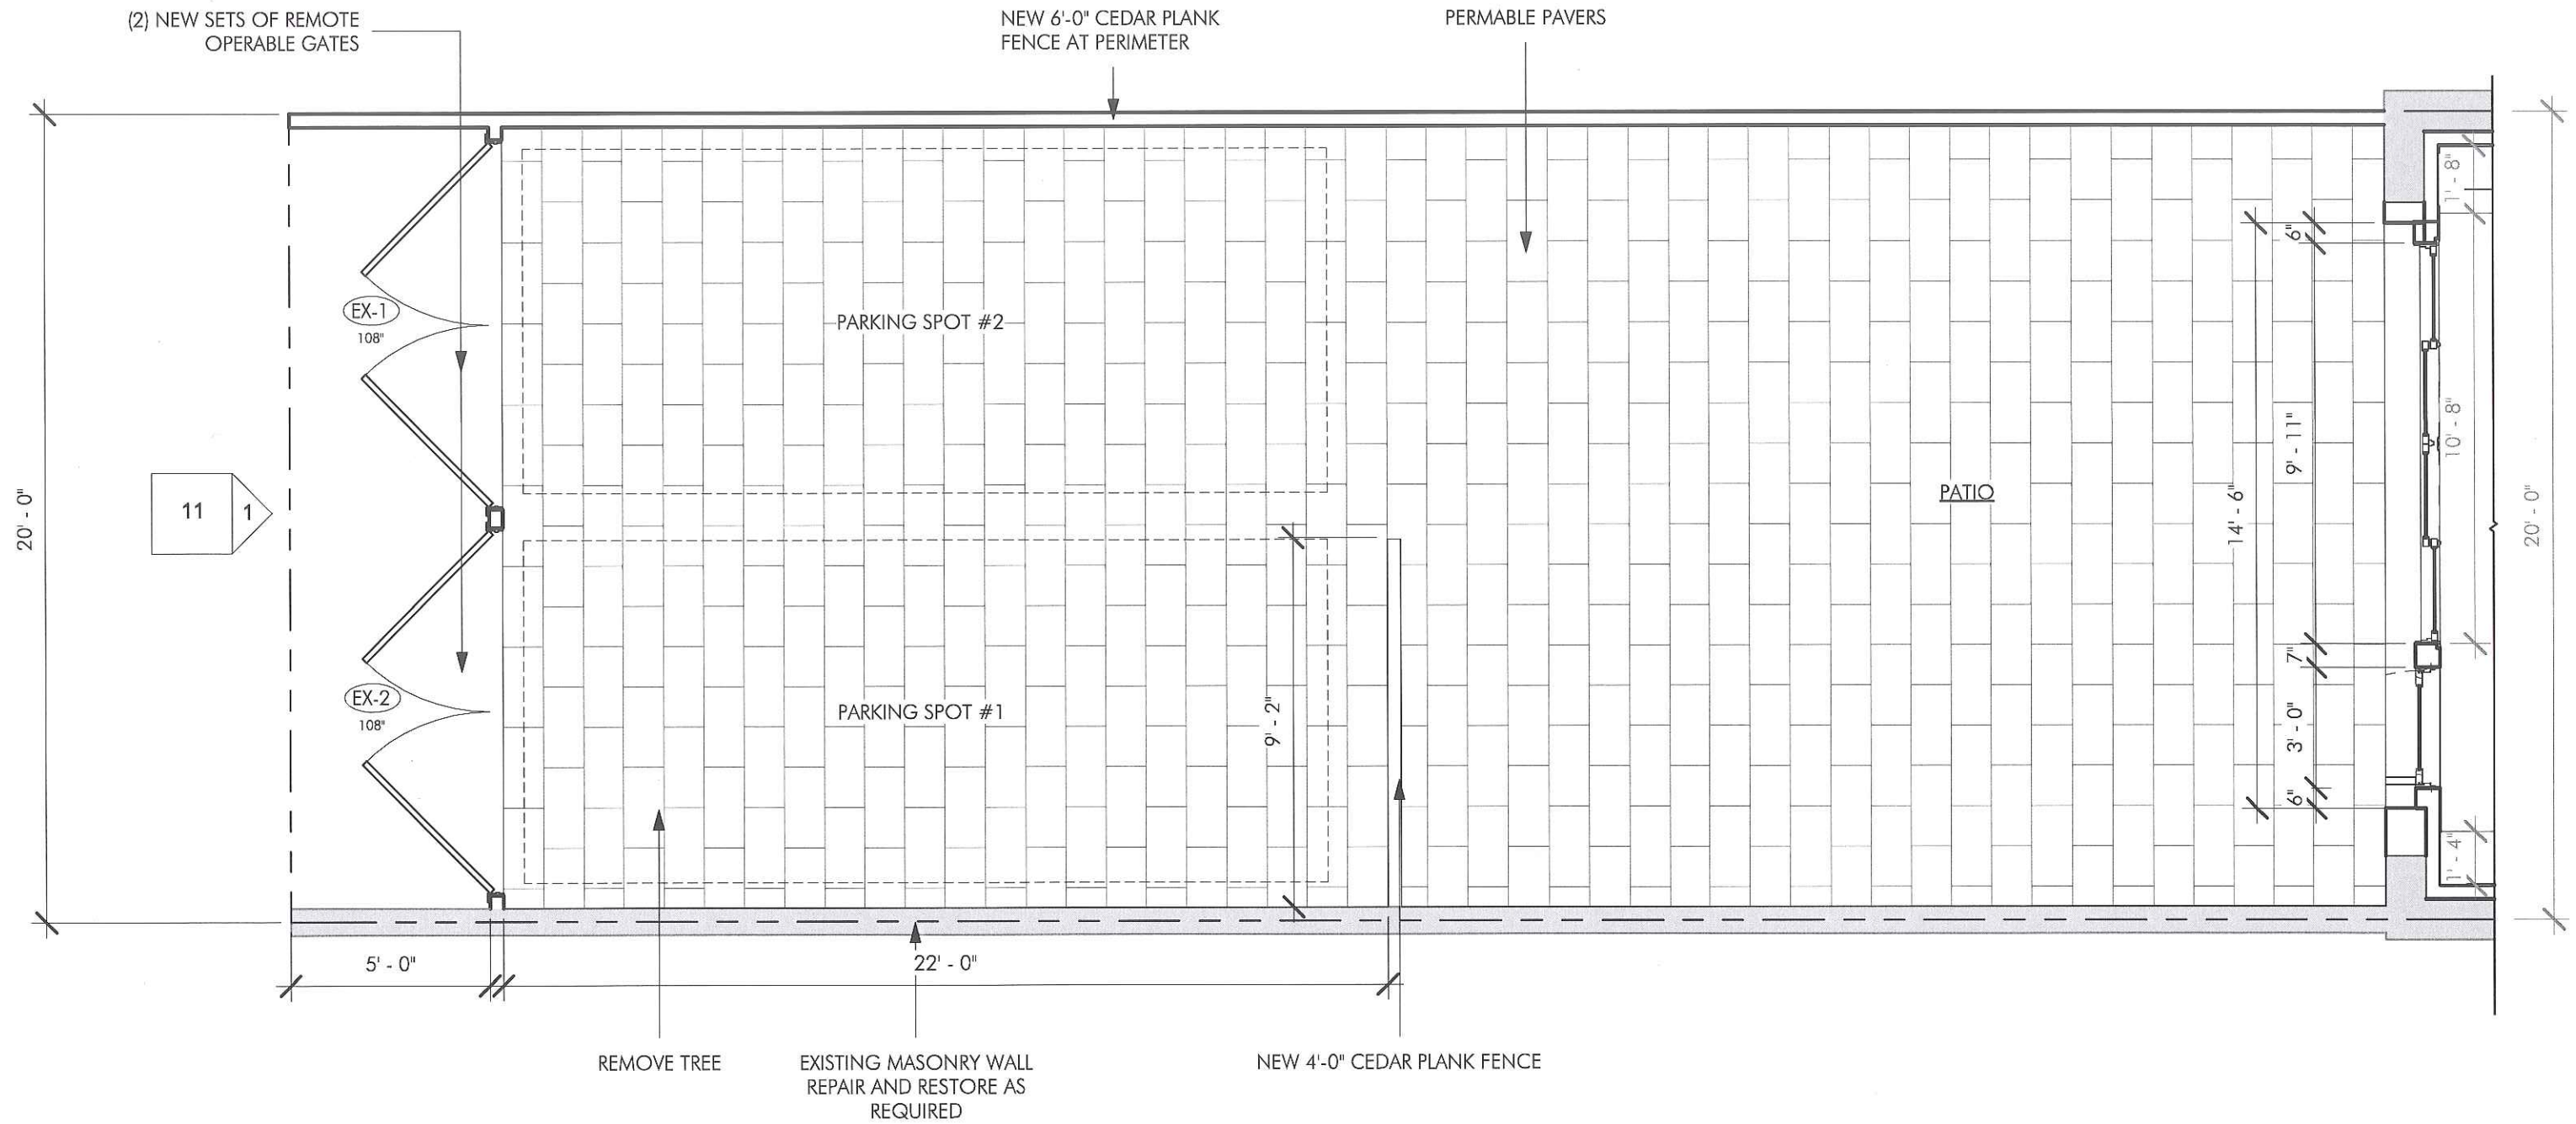 (2) NEW SETS OF REMOTE
OPERABLE GATES
NEW 6'-0" CEDAR PLANK
FENCE AT PERIMETER
PERMABLE PAVERS
20' - 0"
11
1
EX-1
108"
EX-2
108"
PARKING SPOT #2
PARKING SPOT #1
9' - 2"
PATIO
14' - 6"
6"
9' - 11"
7"
3' - 0"
6"
1' - 8"
10' - 8"
1' - 4"
20' - 0"
5' - 0"
22' - 0"
REMOVE TREE
EXISTING MASONRY WALL
REPAIR AND RESTORE AS
REQUIRED
NEW 4'-0" CEDAR PLANK FENCE